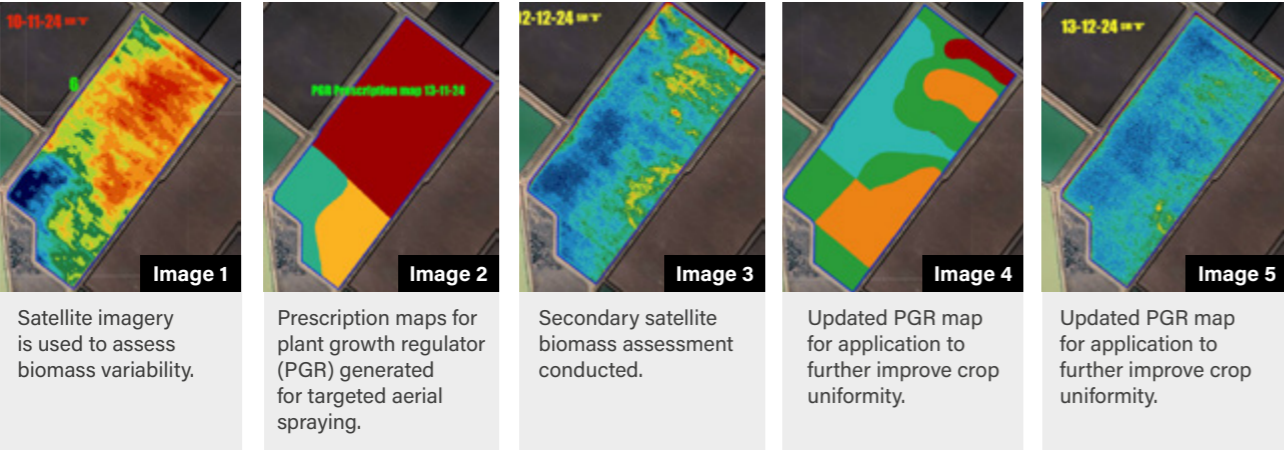 10-11-24
6
Image 1
Satellite imagery
is used to assess
biomass variability.
PGR Prescription map 13-11-24
Image 2
Prescription maps for
plant growth regulator
(PGR) generated
for targeted aerial
spraying.
02-12-24
Image 3
Secondary satellite
biomass assessment
conducted.
Image 4
Updated PGR map
for application to
further improve crop
uniformity.
13-12-24
Image 5
Updated PGR map
for application to
further improve crop
uniformity.